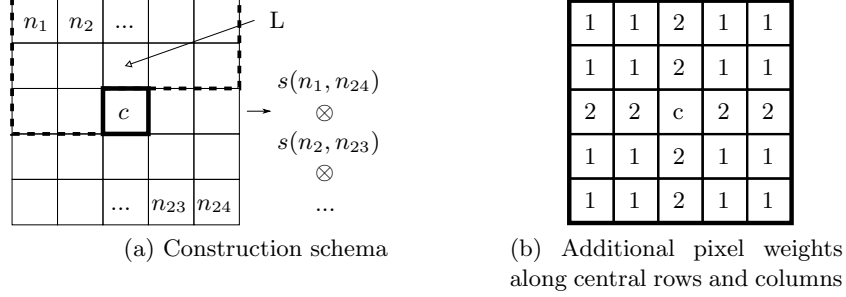 n1 n2 ... L
s(n1, n24)
c ⊗
s(n2, n23)
⊗
... n23 n24 ...
(a) Construction schema
1 1 2 1 1
1 1 2 1 1
2 2 c 2 2
1 1 2 1 1
1 1 2 1 1
(b) Additional pixel weights
along central rows and columns